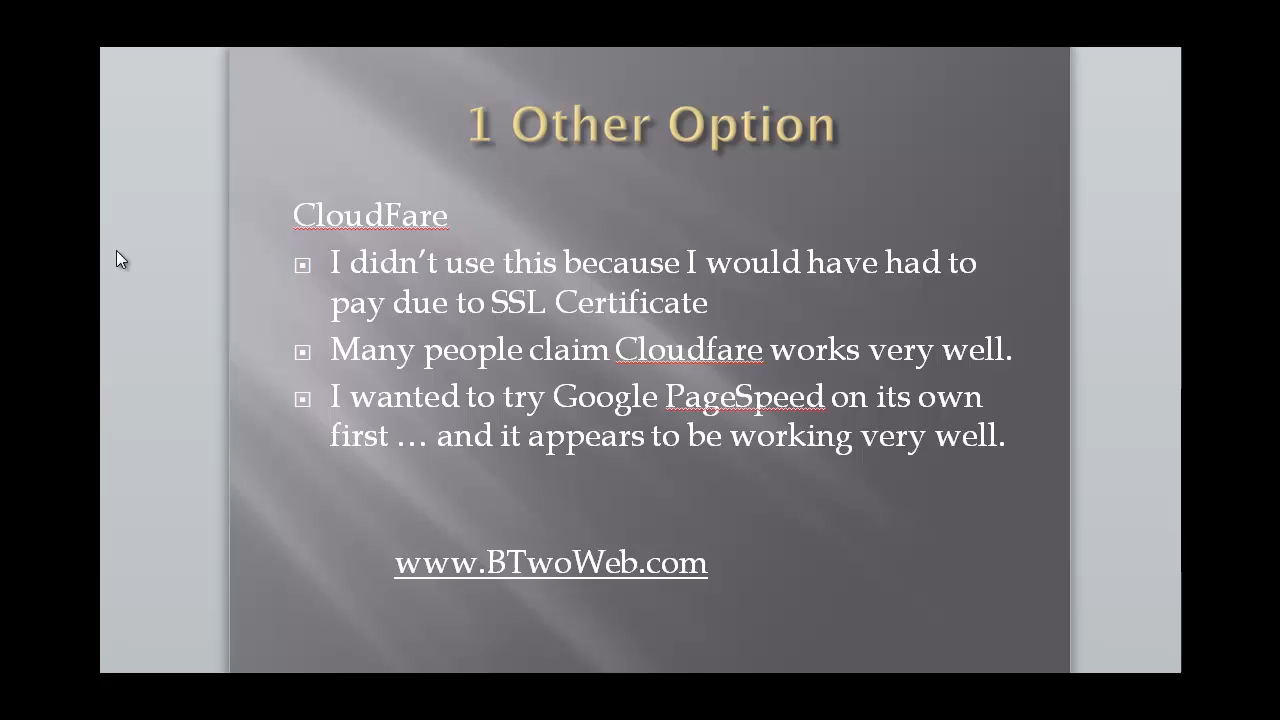 1 Other Option
CloudFare
I didn’t use this because I would have had to
pay due to SSL Certificate
Many people claim Cloudfare works very well.
I wanted to try Google PageSpeed on its own
first … and it appears to be working very well.
www.BTwoWeb.com